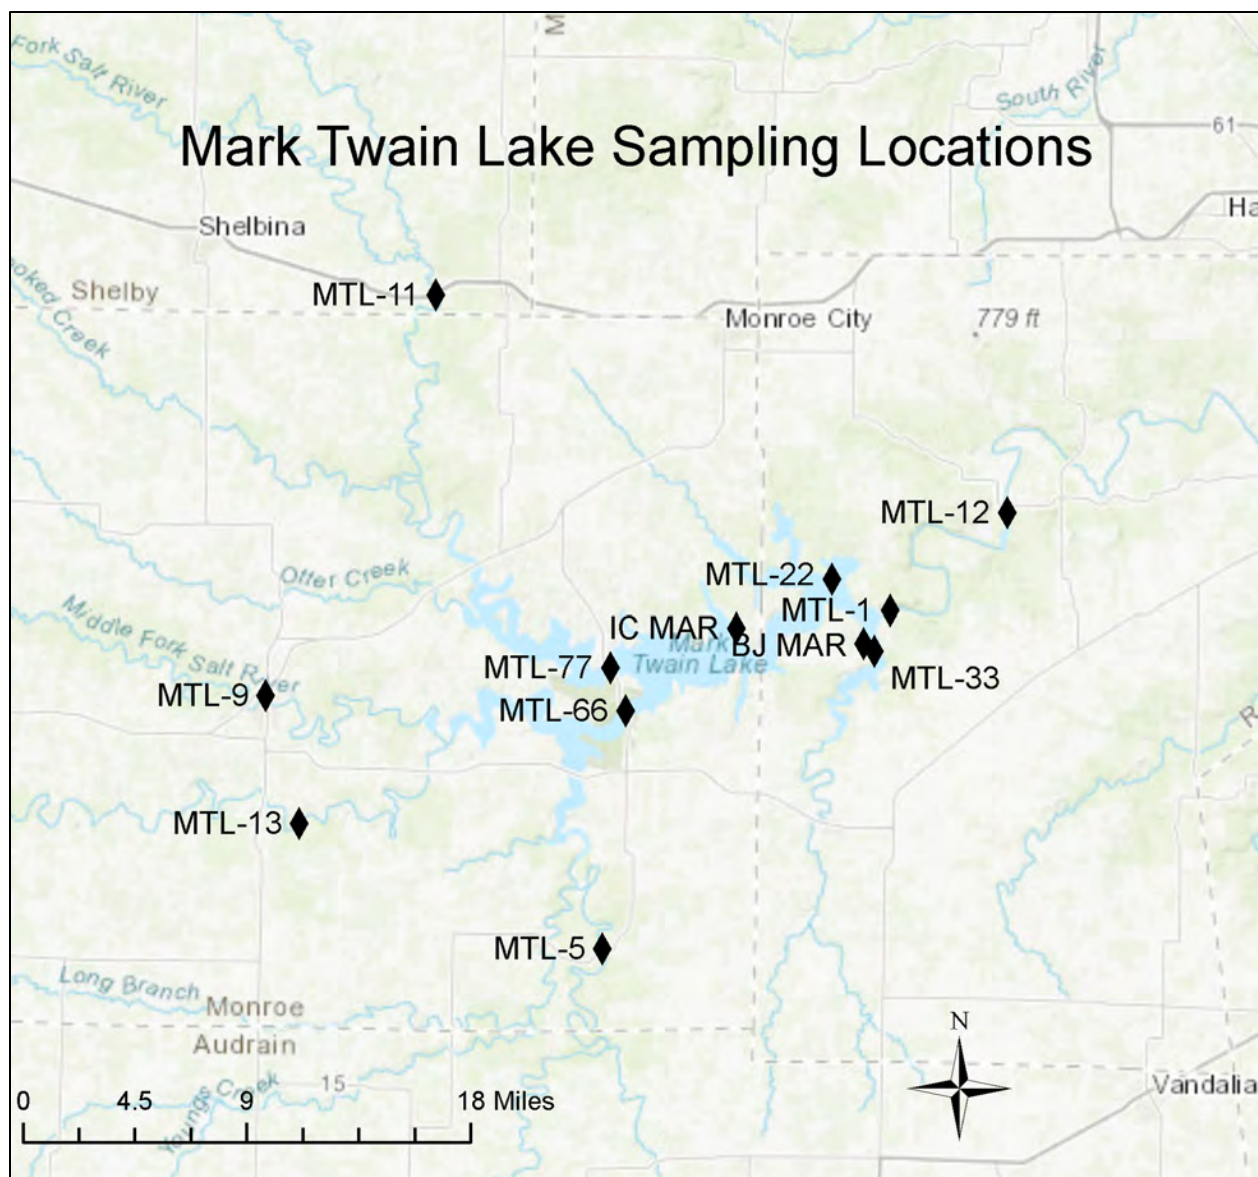 M
Fork Salt River
South River
61
Mark Twain Lake Sampling Locations
Shelbina
Ha
Shelby
MTL-11
ooked Creek
Monroe City
779 ft
MTL-12
Otter Creek
MTL-22
Middle Fork Salt River
MTL-1
IC MAR
Mark
Twain Lake
BJ MAR
MTL-77
MTL-33
MTL-9
MTL-66
R
MTL-13
MTL-5
Long Branch
Monroe
Audrain
N
15
Youngs Creek
Vandalia
0 4.5 9 18 Miles